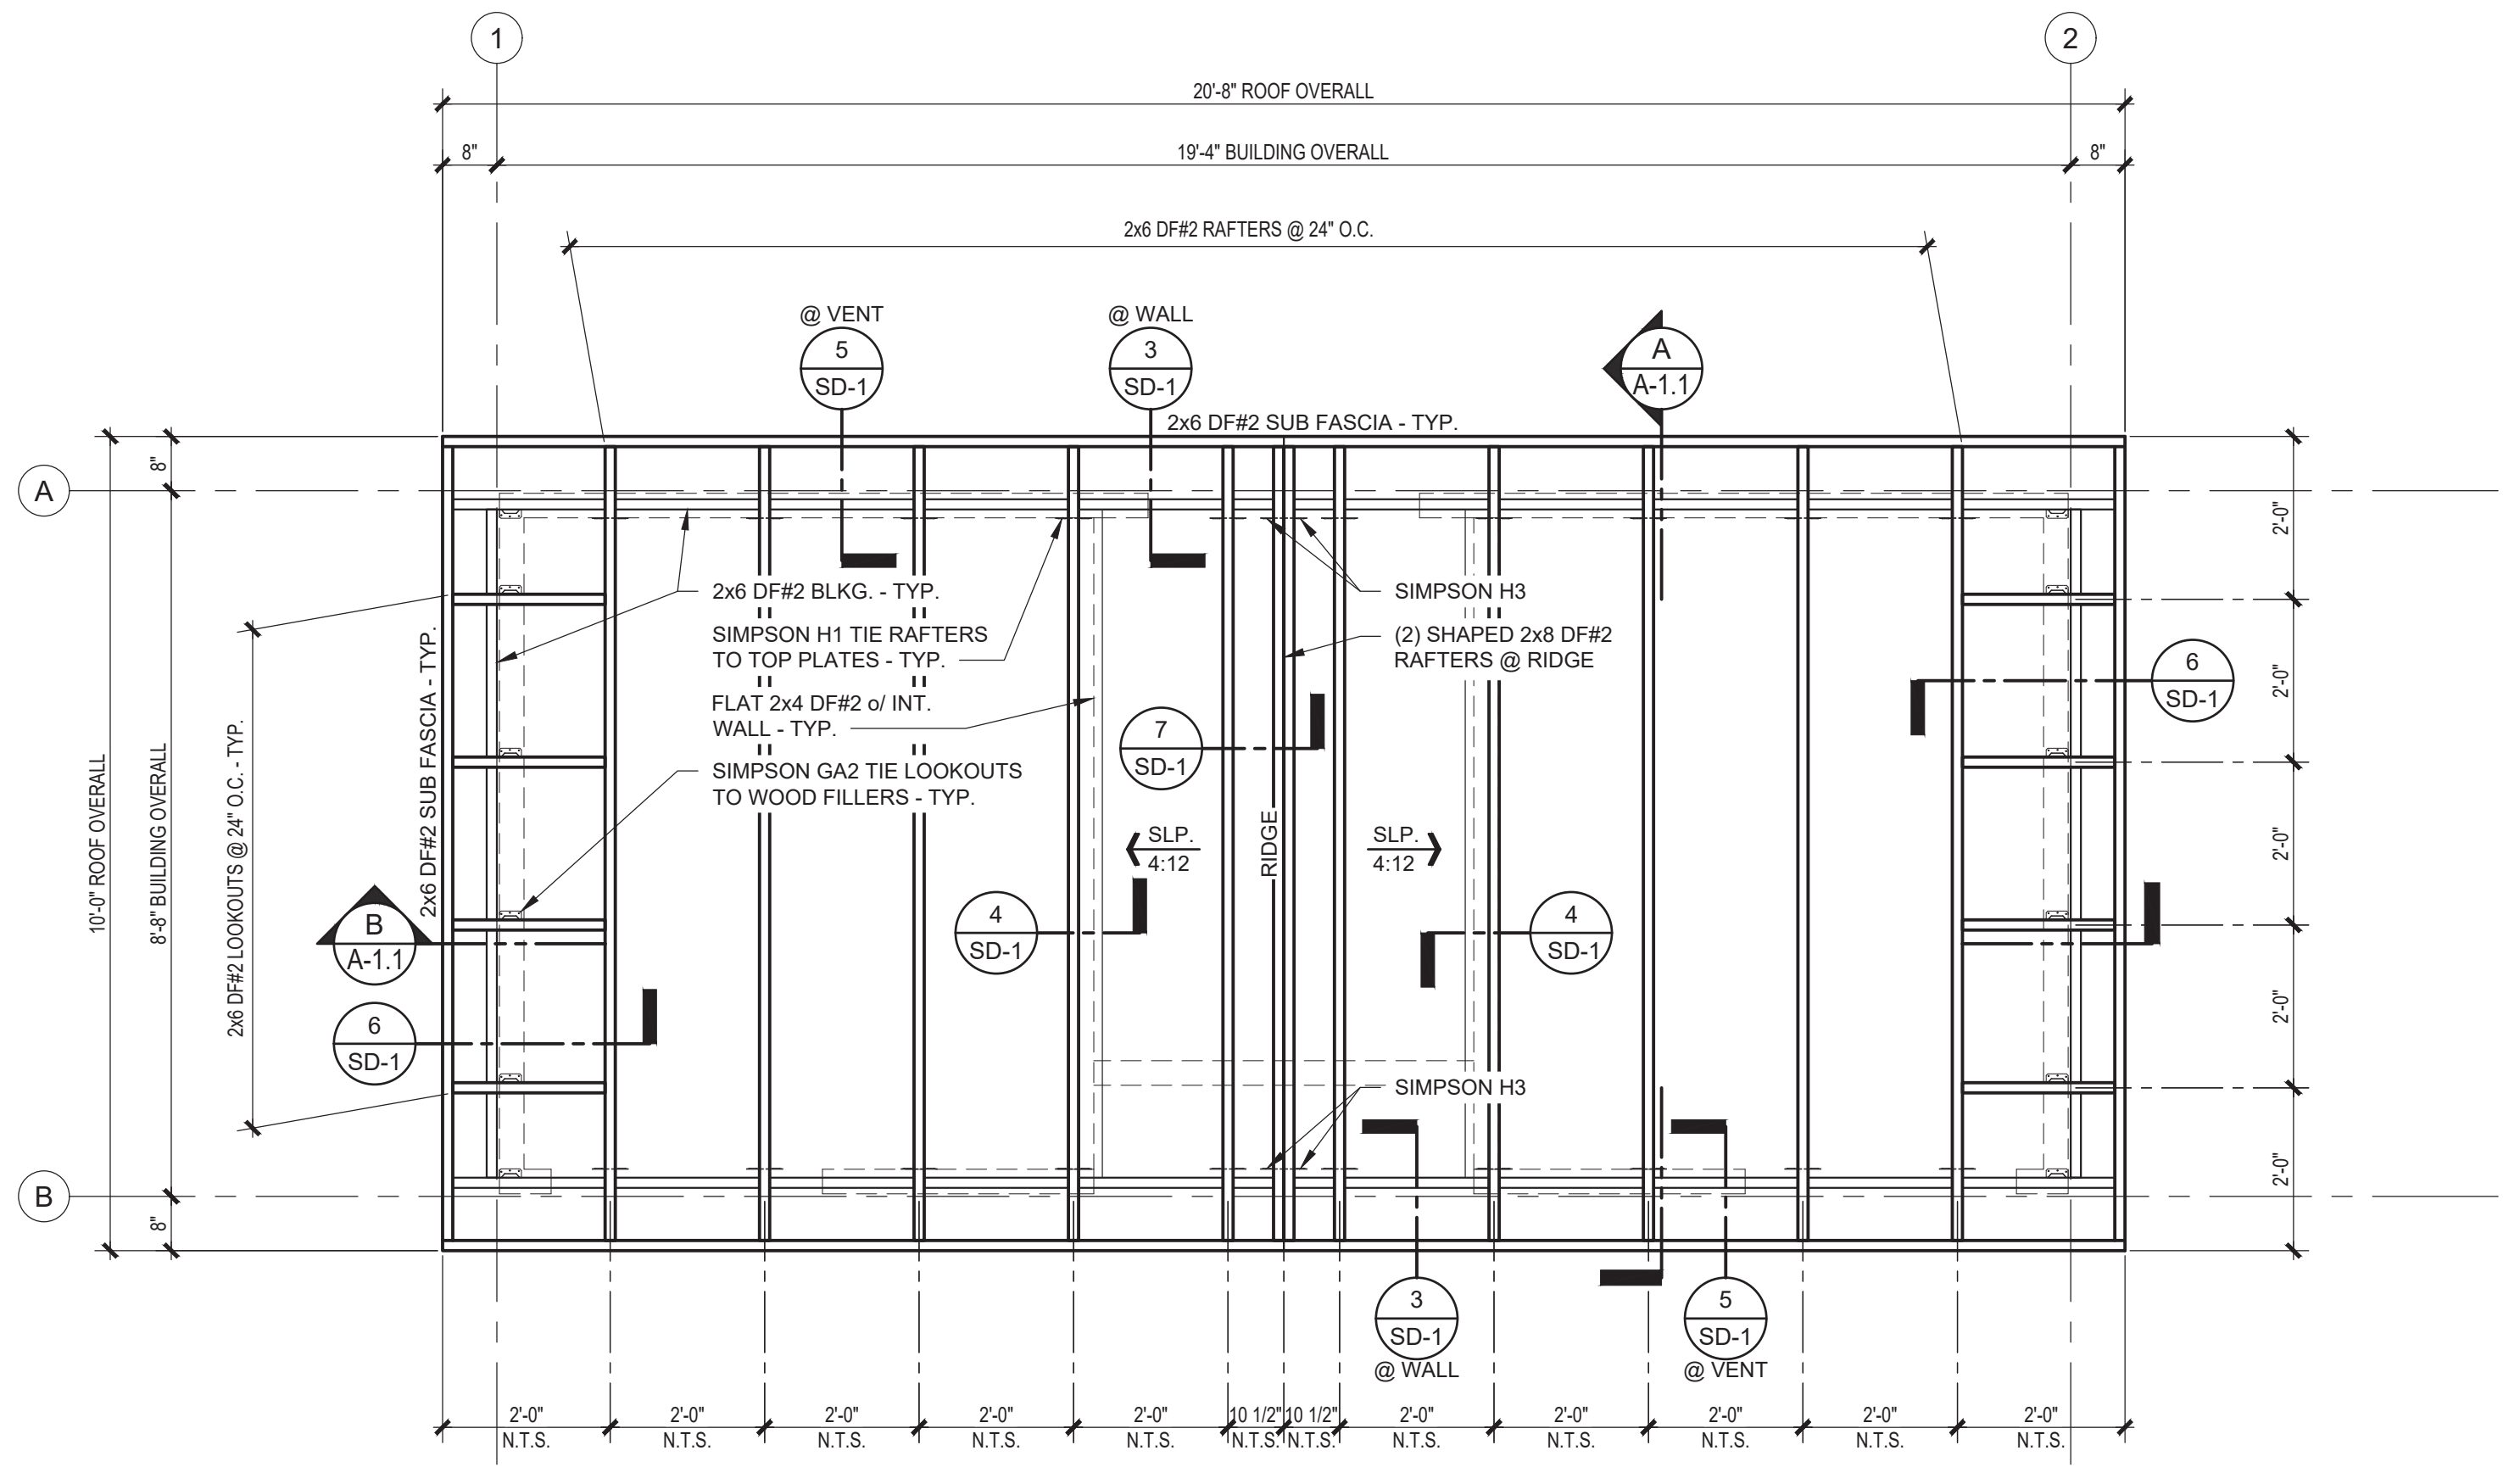 1
2
20'-8" ROOF OVERALL
8"
19'-4" BUILDING OVERALL
8"
2x6 DF#2 RAFTERS @ 24" O.C.
@ VENT
5
SD-1
@ WALL
3
SD-1
A
A-1.1
2x6 DF#2 SUB FASCIA - TYP.
A
8"
2'-0"
2x6 DF#2 BLKG. - TYP.
SIMPSON H1 TIE RAFTERS
TO TOP PLATES - TYP.
FLAT 2x4 DF#2 o/ INT.
WALL - TYP.
SIMPSON GA2 TIE LOOKOUTS
TO WOOD FILLERS - TYP.
SIMPSON H3
(2) SHAPED 2x8 DF#2
RAFTERS @ RIDGE
6
SD-1
2'-0"
7
SD-1
10'-0" ROOF OVERALL
8'-8" BUILDING OVERALL
2x6 DF#2 LOOKOUTS @ 24" O.C. - TYP.
2x6 DF#2 SUB FASCIA - TYP.
SLP.
4:12
RIDGE
SLP.
4:12
2'-0"
B
A-1.1
4
SD-1
4
SD-1
6
SD-1
2'-0"
SIMPSON H3
2'-0"
B
8"
3
SD-1
@ WALL
5
SD-1
@ VENT
2'-0"
N.T.S.
2'-0"
N.T.S.
2'-0"
N.T.S.
2'-0"
N.T.S.
2'-0"
N.T.S.
10 1/2"
N.T.S.
10 1/2"
N.T.S.
2'-0"
N.T.S.
2'-0"
N.T.S.
2'-0"
N.T.S.
2'-0"
N.T.S.
2'-0"
N.T.S.